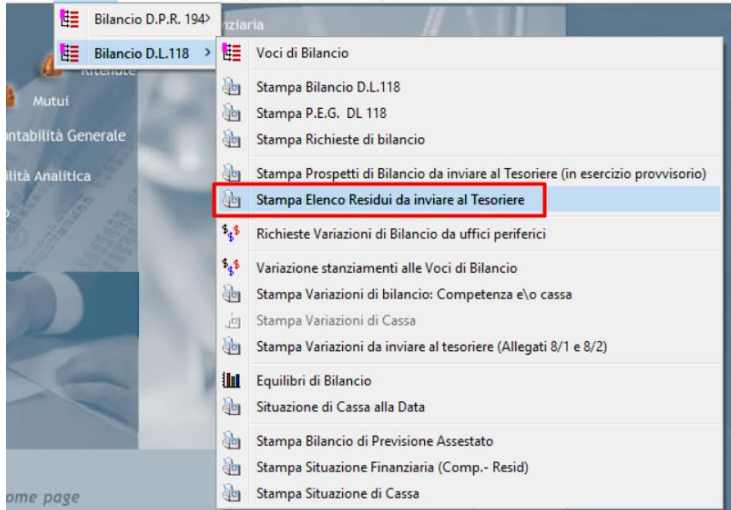 Bilancio D.P.R. 194>
nziaria
Bilancio D.L.118 >
Voci di Bilancio
Ritenute
Stampa Bilancio D.L.118
Mutui
Stampa P.E.G. DL 118
ntabilità Generale
Stampa Richieste di bilancio
ilità Analitica
Stampa Prospetti di Bilancio da inviare al Tesoriere (in esercizio provvisorio)
Stampa Elenco Residui da inviare al Tesoriere
Richieste Variazioni di Bilancio da uffici periferici
Variazione stanziamenti alle Voci di Bilancio
Stampa Variazioni di bilancio: Competenza e\o cassa
Stampa Variazioni di Cassa
Stampa Variazioni da inviare al tesoriere (Allegati 8/1 e 8/2)
Equilibri di Bilancio
Situazione di Cassa alla Data
Stampa Bilancio di Previsione Assestato
Stampa Situazione Finanziaria (Comp.- Resid)
Stampa Situazione di Cassa
ome page